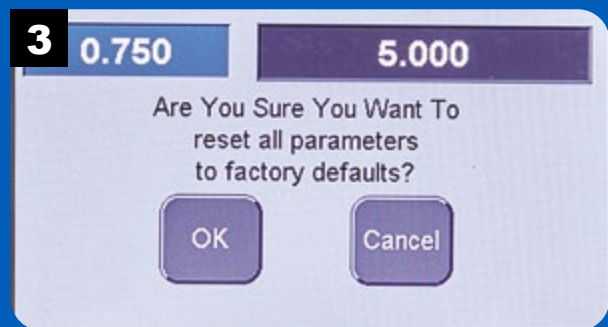 3
0.750
5.000
Are You Sure You Want To
reset all parameters
to factory defaults?
OK
Cancel